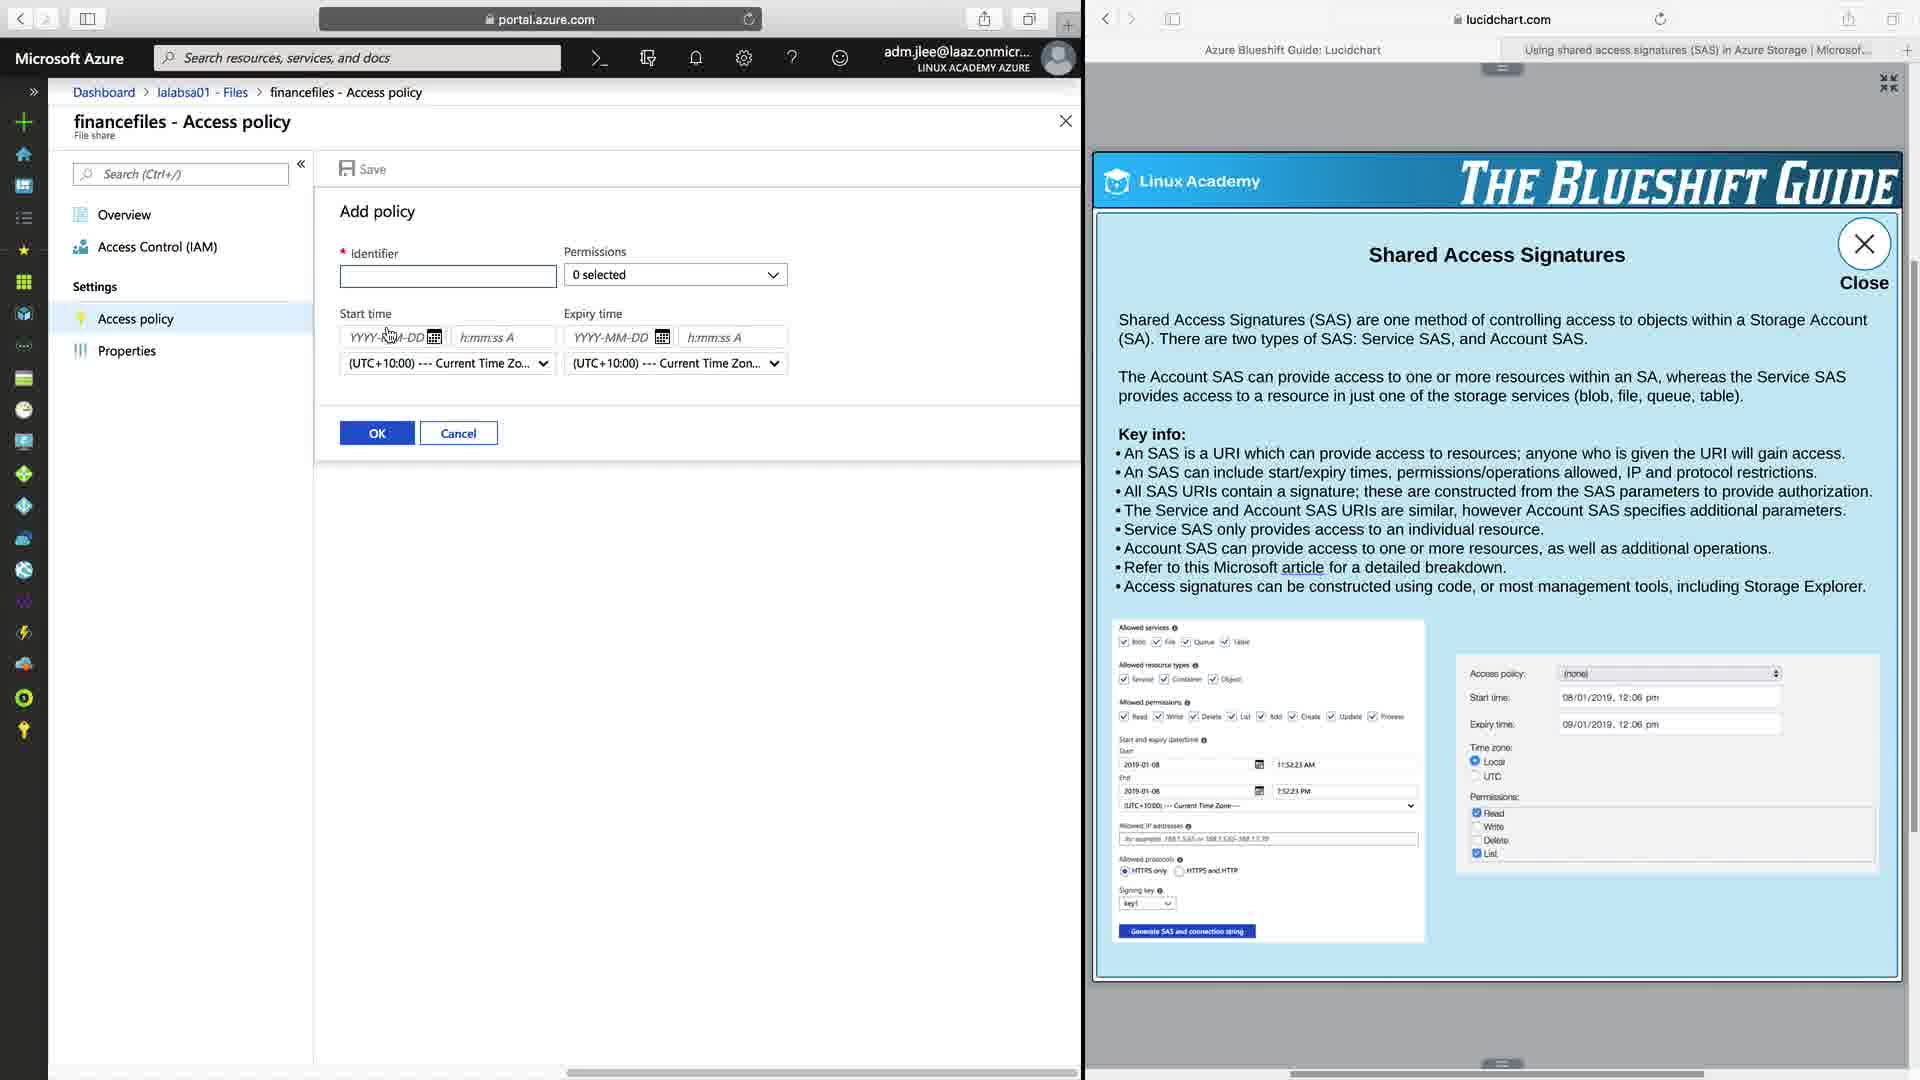 portal.azure.com
Microsoft Azure
Search resources, services, and docs
adm.jlee@laaz.onmicr...
LINUX ACADEMY AZURE
Dashboard > lalabsa01 - Files > financefiles - Access policy
financefiles - Access policy
File share
Search (Ctrl+/)
Overview
Access Control (IAM)
Settings
Access policy
Properties
Save
Add policy
* Identifier
Permissions
0 selected
Start time
Expiry time
YYYY-MM-DD h:mm:ss A
YYYY-MM-DD h:mm:ss A
(UTC+10:00) --- Current Time Zo...
(UTC+10:00) --- Current Time Zon...
OK
Cancel
lucidchart.com
Azure Blueshift Guide: Lucidchart
Using shared access signatures (SAS) in Azure Storage | Microsof...
Linux Academy
THE BLUESHIFT GUIDE
Close
Shared Access Signatures
Shared Access Signatures (SAS) are one method of controlling access to objects within a Storage Account
(SA). There are two types of SAS: Service SAS, and Account SAS.
The Account SAS can provide access to one or more resources within an SA, whereas the Service SAS
provides access to a resource in just one of the storage services (blob, file, queue, table).
Key info:
• An SAS is a URI which can provide access to resources; anyone who is given the URI will gain access.
• An SAS can include start/expiry times, permissions/operations allowed, IP and protocol restrictions.
• All SAS URIs contain a signature; these are constructed from the SAS parameters to provide authorization.
• The Service and Account SAS URIs are similar, however Account SAS specifies additional parameters.
• Service SAS only provides access to an individual resource.
• Account SAS can provide access to one or more resources, as well as additional operations.
• Refer to this Microsoft article for a detailed breakdown.
• Access signatures can be constructed using code, or most management tools, including Storage Explorer.
Allowed services
Blob File Queue Table
Allowed resource types
Service Container Object
Allowed permissions
Read Write Delete List Add Create Update Process
Start and expiry date/time
Start
2019-01-08 11:52:23 AM
End
2019-01-08 7:52:23 PM
(UTC+10:00) --- Current Time Zone ---
Allowed IP addresses
for example, 168.1.5.65 or 168.1.5.65-168.1.5.70
Allowed protocols
HTTPS only HTTPS and HTTP
Signing key
key1
Generate SAS and connection string
Access policy: (none)
Start time: 08/01/2019, 12:06 pm
Expiry time: 09/01/2019, 12:06 pm
Time zone:
Local
UTC
Permissions:
Read
Write
Delete
List